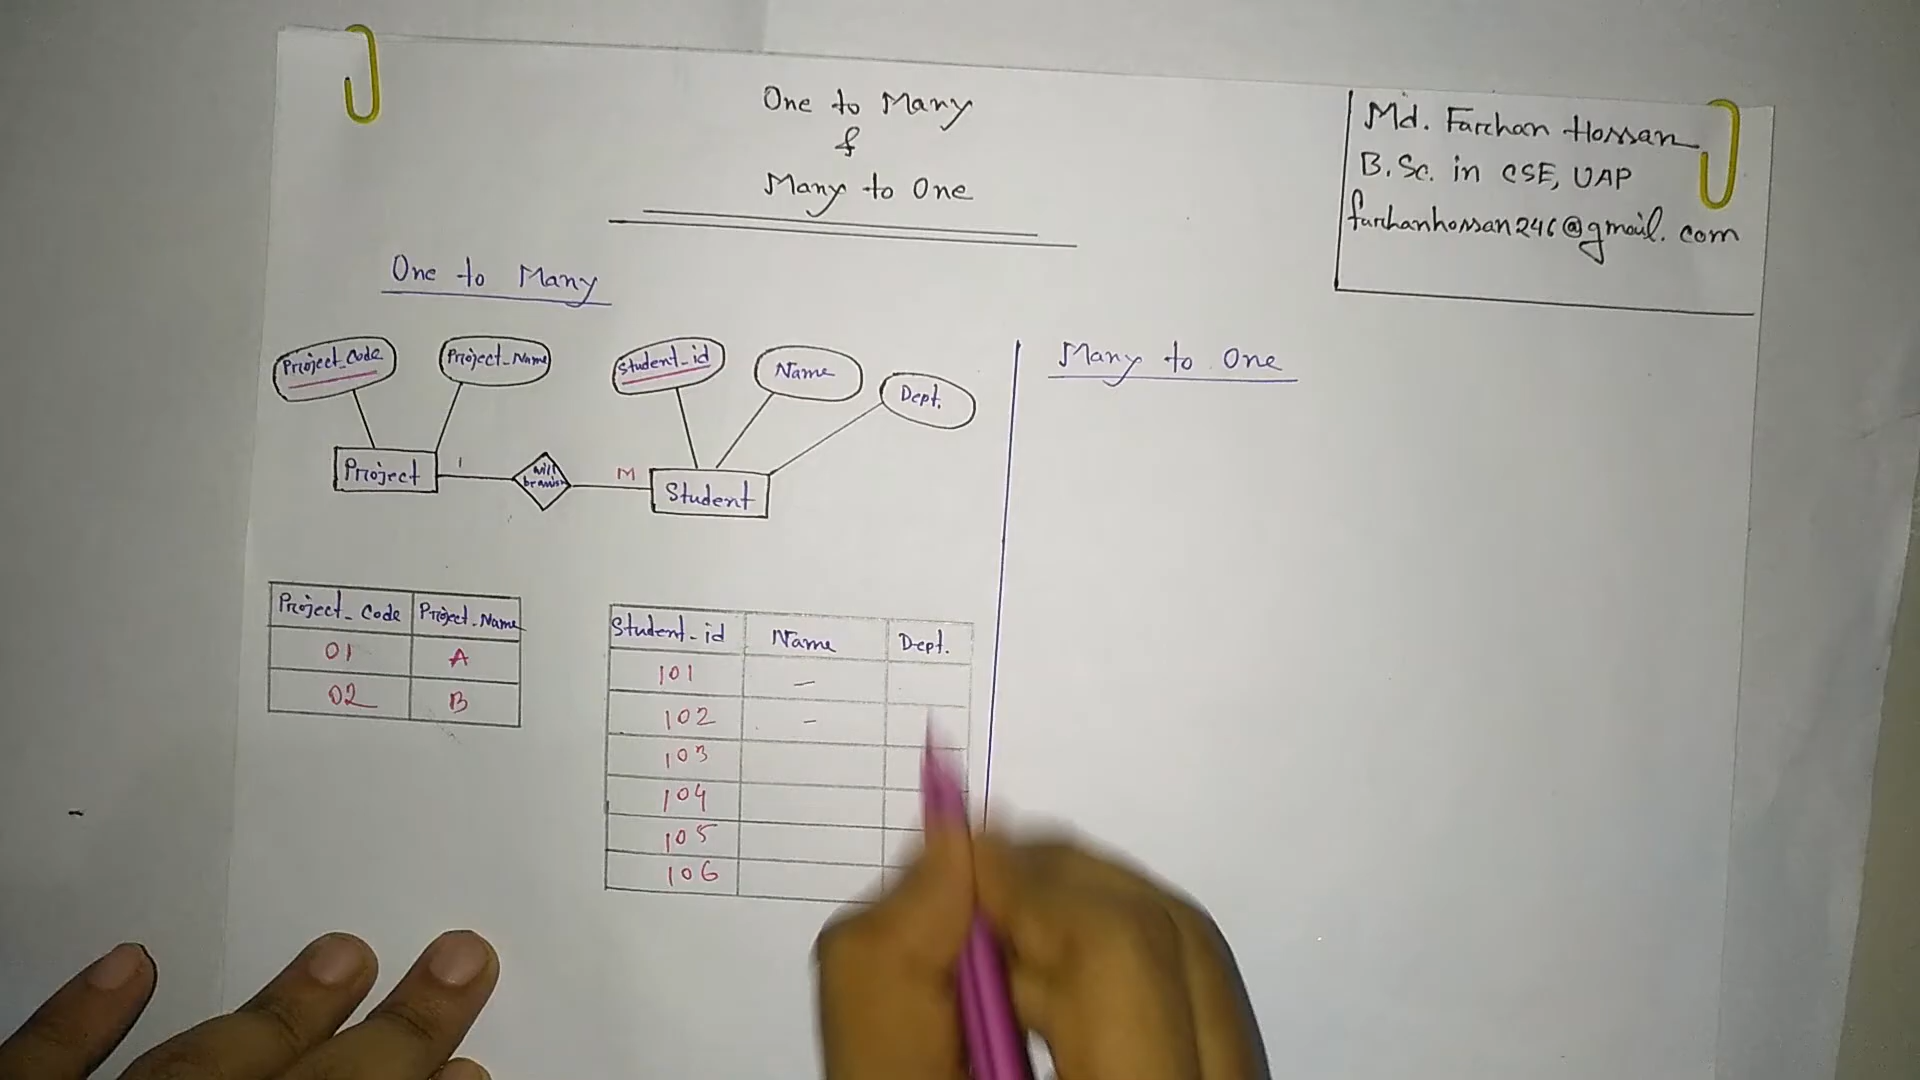 One to Many
&
Many to One
Md. Farhan Hossan
B.Sc. in CSE, UAP
farhanhossan246@gmail.com
One to Many
Project_Code
Project_Name
Student_id
Name
Dept.
Project
1
will
M
Student
Many to One
Project_Code Project_Name
01 A
02 B
Student_id Name Dept.
101 —
102 —
103
104
105
106